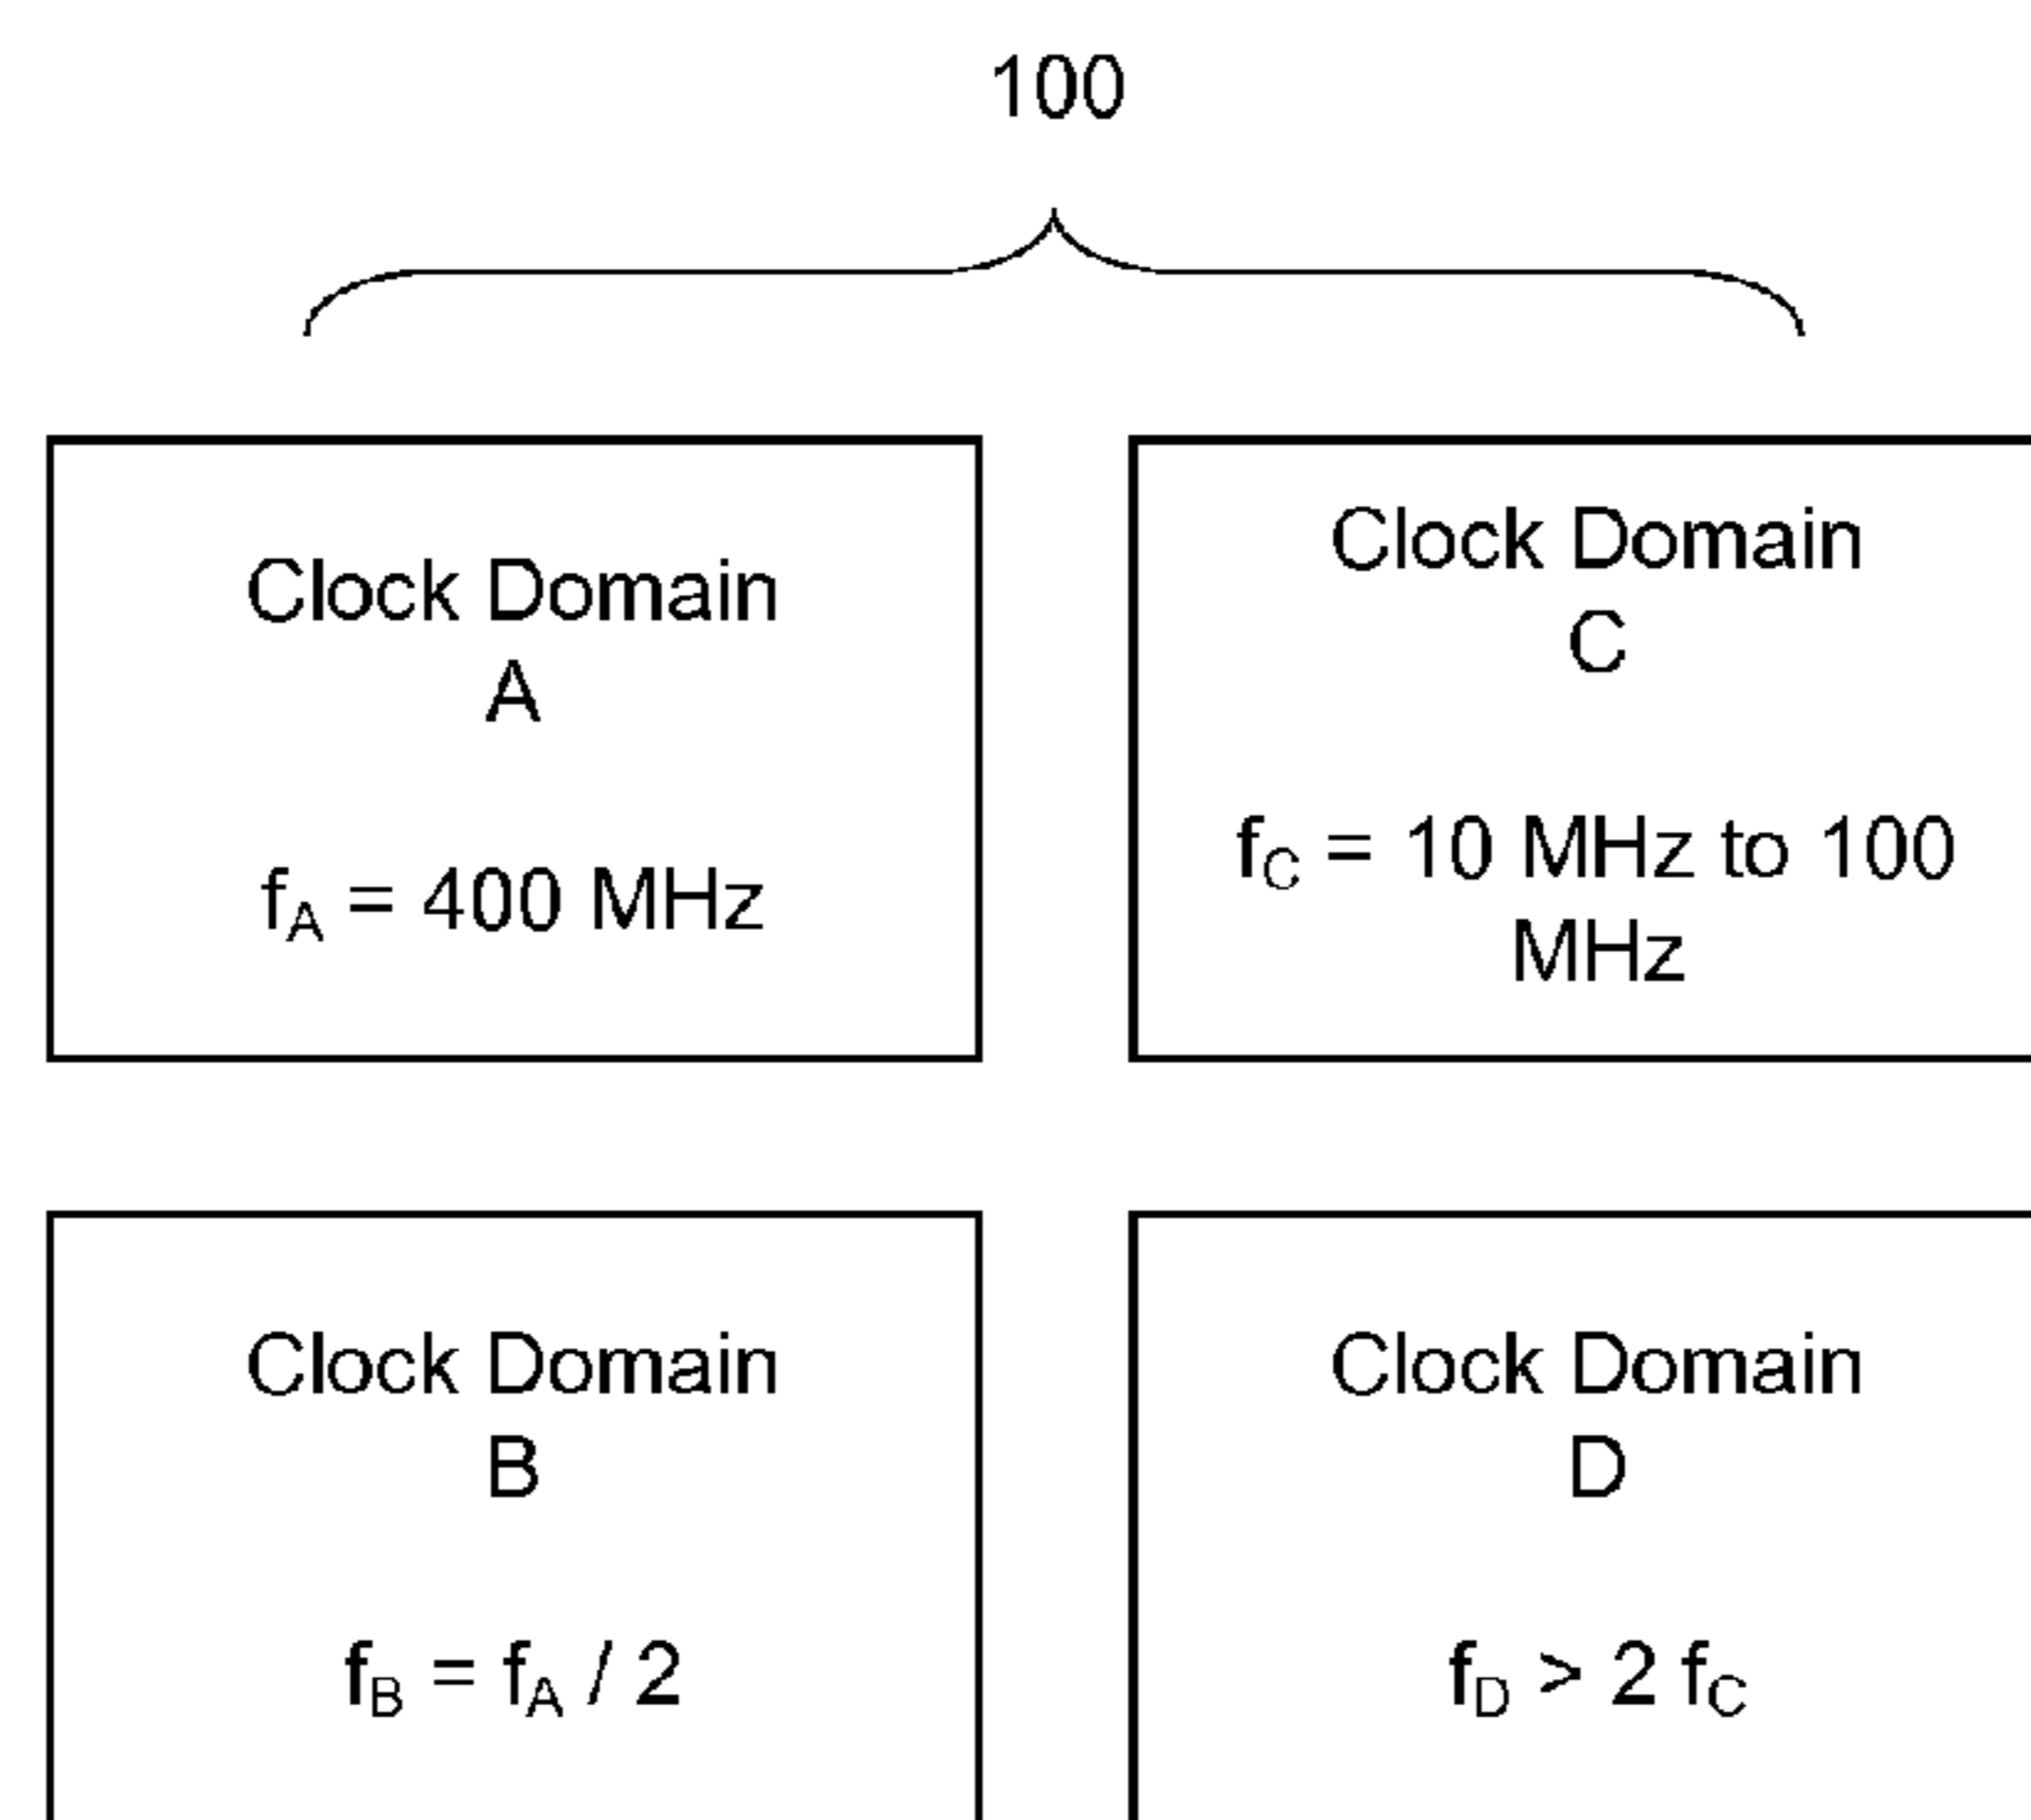 100
Clock Domain
A
fA = 400 MHz
Clock Domain
C
fC = 10 MHz to 100
MHz
Clock Domain
B
fB = fA / 2
Clock Domain
D
fD > 2 fC